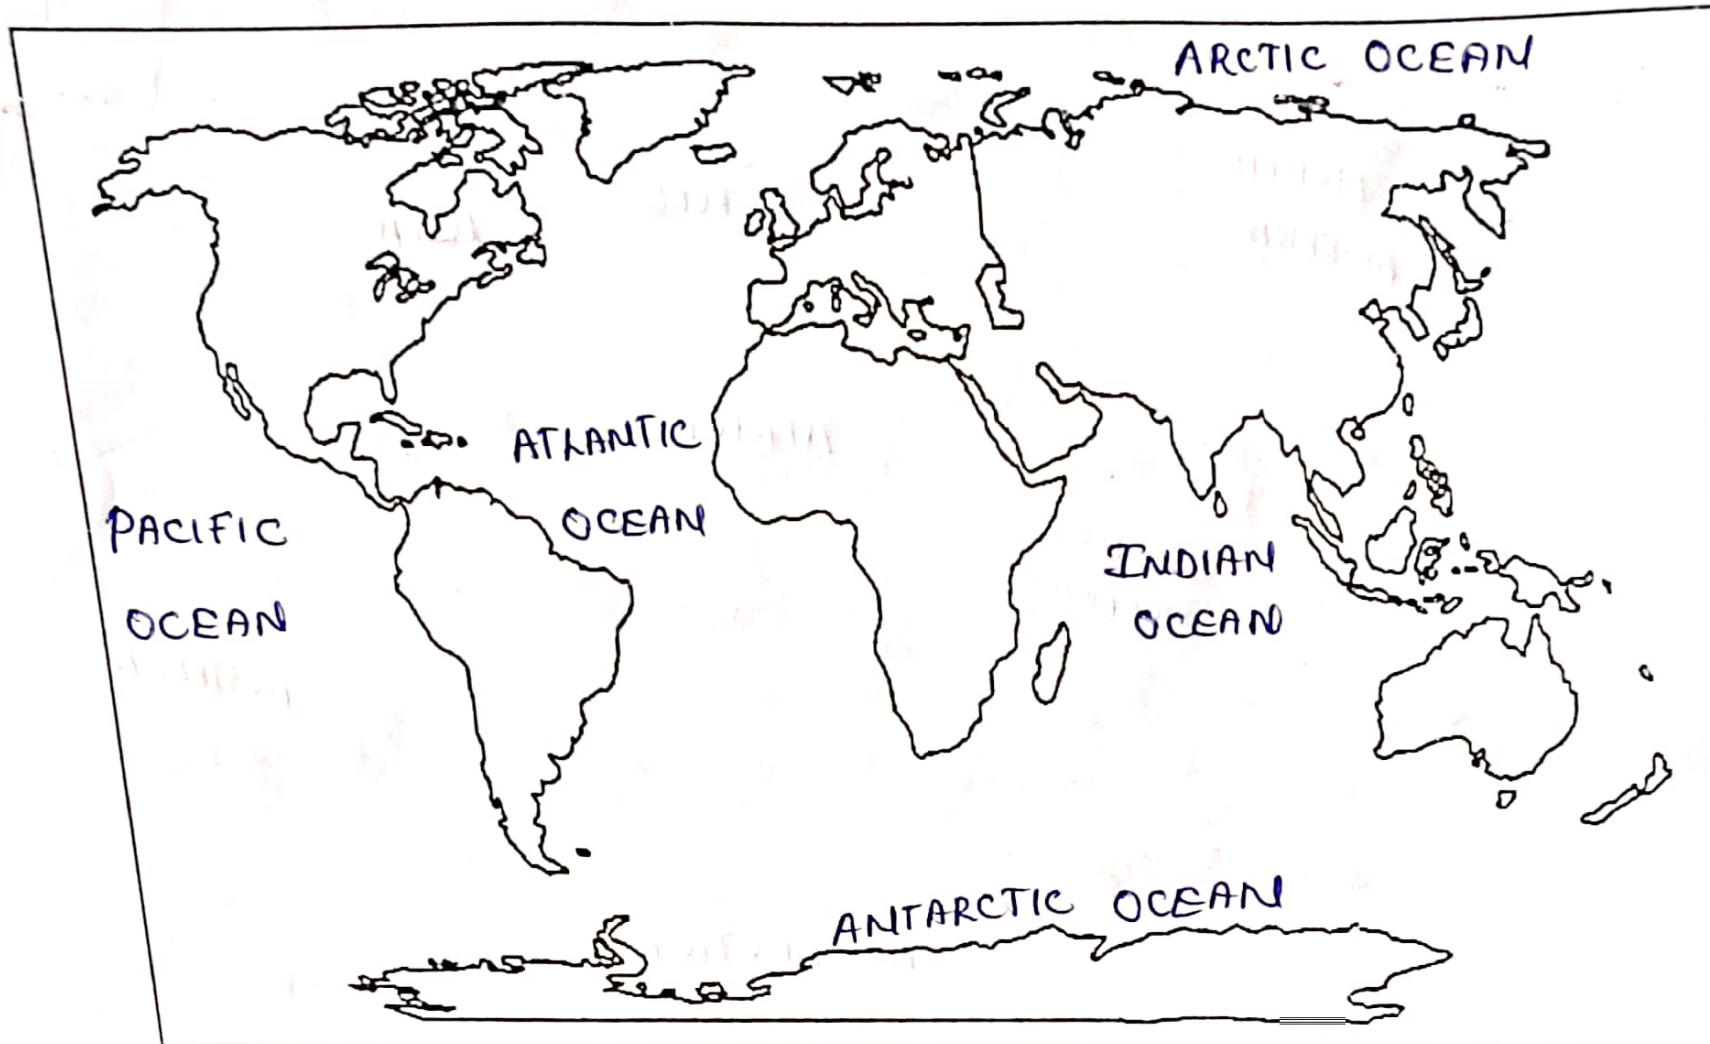 ARCTIC OCEAN
ATLANTIC
OCEAN
PACIFIC
OCEAN
INDIAN
OCEAN
ANTARCTIC OCEAN